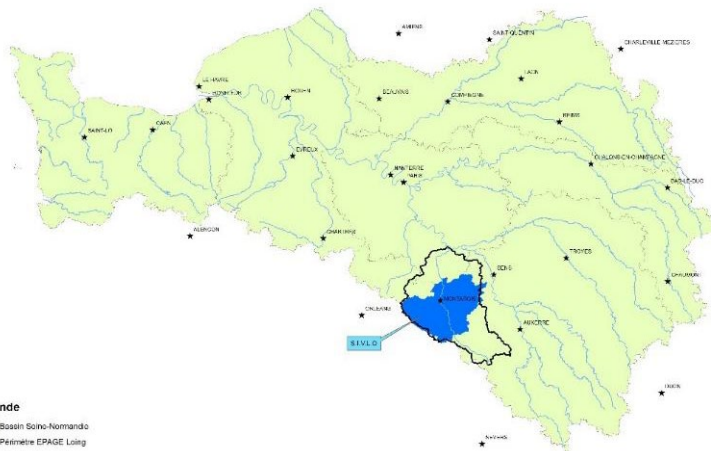 AMIENS
SAINT-QUENTIN
CHARLEVILLE MEZIERES
LAON
LE HAVRE
HONFLEUR
ROUEN
BEAUVAIS
COMPIEGNE
REIMS
SAINT-LO
CAEN
EVREUX
NANTERRE
PARIS
CHALONS-EN-CHAMPAGNE
BAR-LE-DUC
ALENCON
CHARTRES
TROYES
SENS
CHAUMONT
MONTARGIS
ORLEANS
AUXERRE
S.I.V.L.O
DIJON
NEVERS
nde
Bassin Seine-Normandie
Périmètre EPAGE Loing